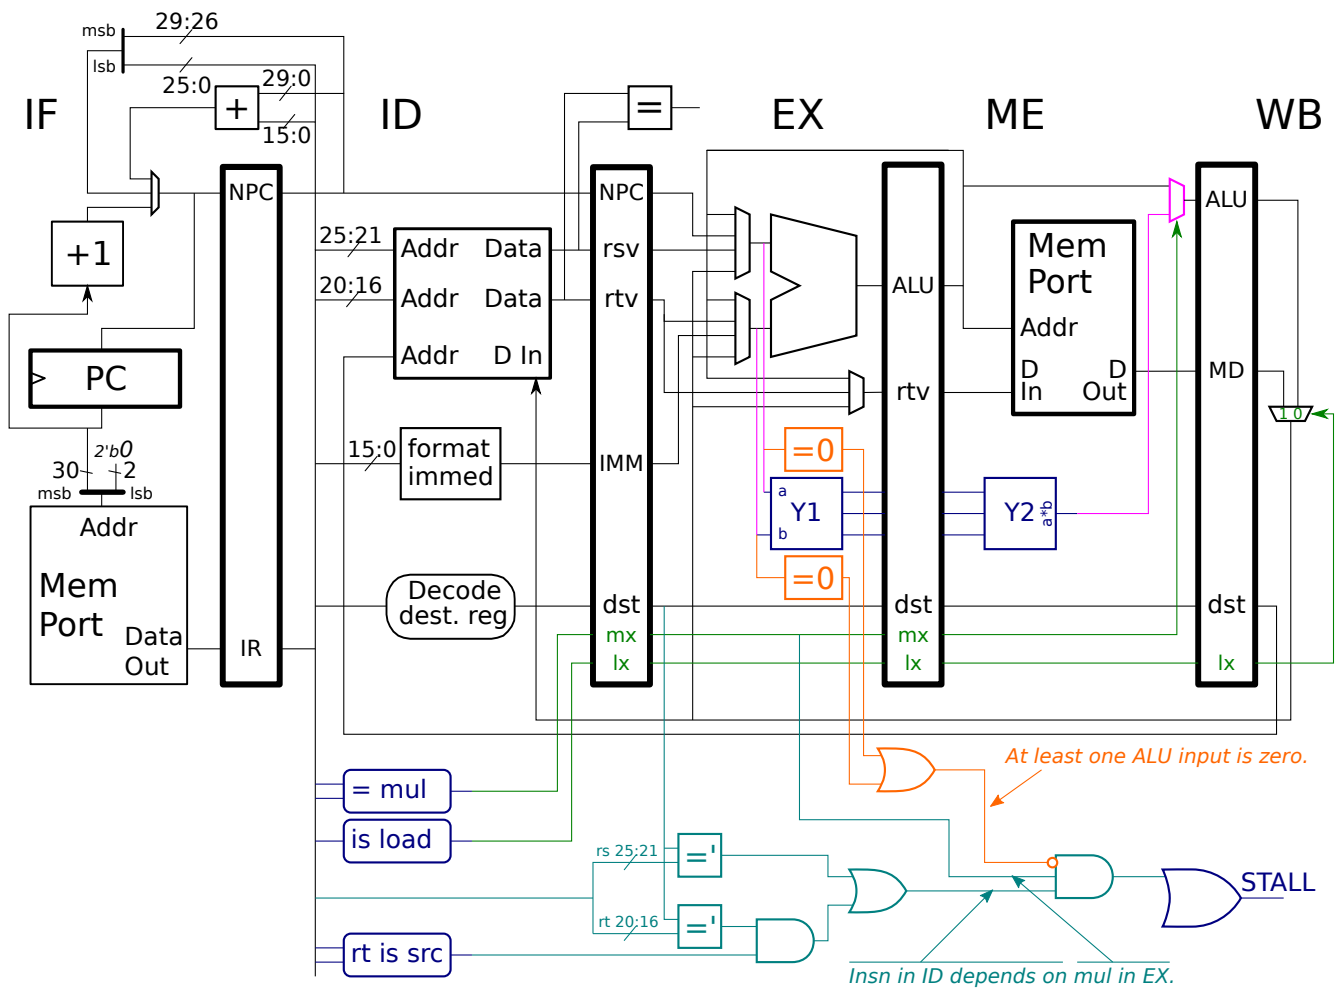 29:26
msb
lsb
25:0
29:0
15:0
+
=
IF
ID
EX
ME
WB
NPC
NPC
ALU
+1
25:21
Addr
Data
rsv
20:16
Addr
Data
rtv
ALU
Mem
Port
Addr
Addr
D In
PC
D
In
D
Out
rtv
MD
1 0
2'b0
30
2
msb
lsb
15:0
format
immed
IMM
=0
a
Y1
b
Y2
a*b
=0
Addr
Mem
Port
Data
Out
IR
Decode
dest. reg
dst
dst
dst
mx
mx
lx
lx
lx
At least one ALU input is zero.
= mul
is load
rs 25:21
='
rt 20:16
='
STALL
rt is src
Insn in ID depends on mul in EX.